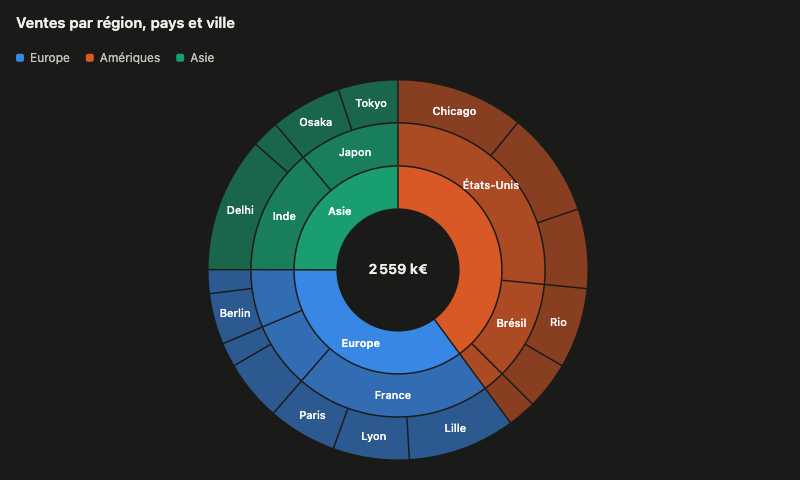 Ventes par région, pays et ville
Europe Amériques Asie
Tokyo
Chicago
Osaka
Japon
États-Unis
Delhi
Inde
Asie
2 559 k€
Berlin
Brésil
Rio
Europe
France
Paris
Lyon
Lille